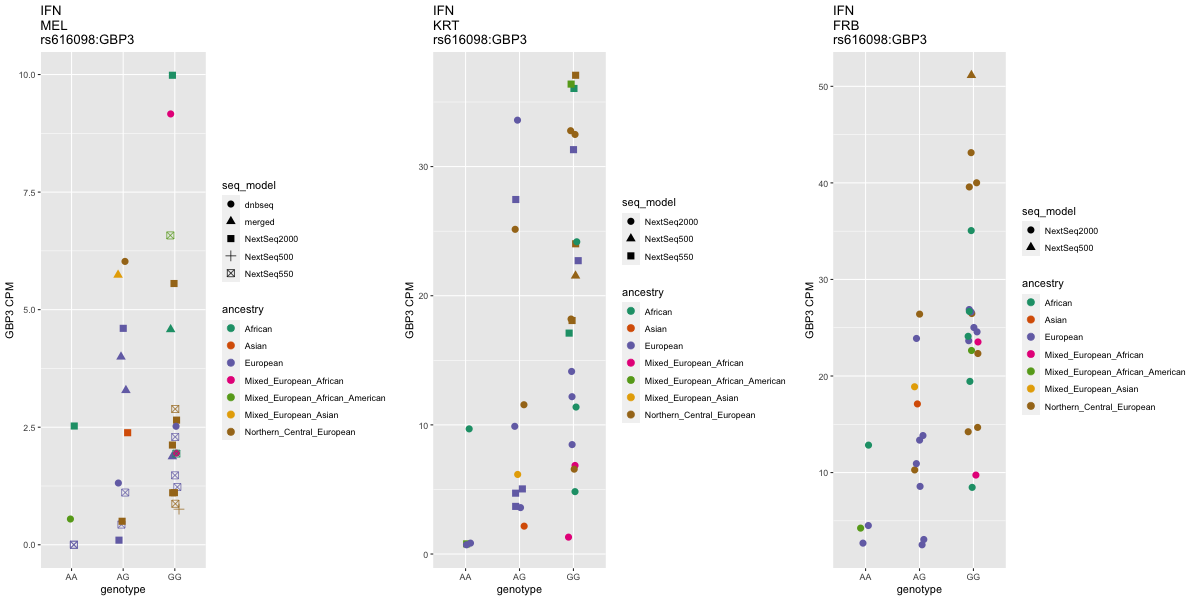 IFN
MEL
rs616098:GBP3
10.0
7.5
5.0
2.5
0.0
GBP3 CPM
AA
AG
GG
genotype
seq_model
dnbseq
merged
NextSeq2000
NextSeq500
NextSeq550
ancestry
African
Asian
European
Mixed_European_African
Mixed_European_African_American
Mixed_European_Asian
Northern_Central_European
IFN
KRT
rs616098:GBP3
30
20
10
0
GBP3 CPM
AA
AG
GG
genotype
seq_model
NextSeq2000
NextSeq500
NextSeq550
ancestry
African
Asian
European
Mixed_European_African
Mixed_European_African_American
Mixed_European_Asian
Northern_Central_European
IFN
FRB
rs616098:GBP3
50
40
30
20
10
GBP3 CPM
AA
AG
GG
genotype
seq_model
NextSeq2000
NextSeq500
ancestry
African
Asian
European
Mixed_European_African
Mixed_European_African_American
Mixed_European_Asian
Northern_Central_European